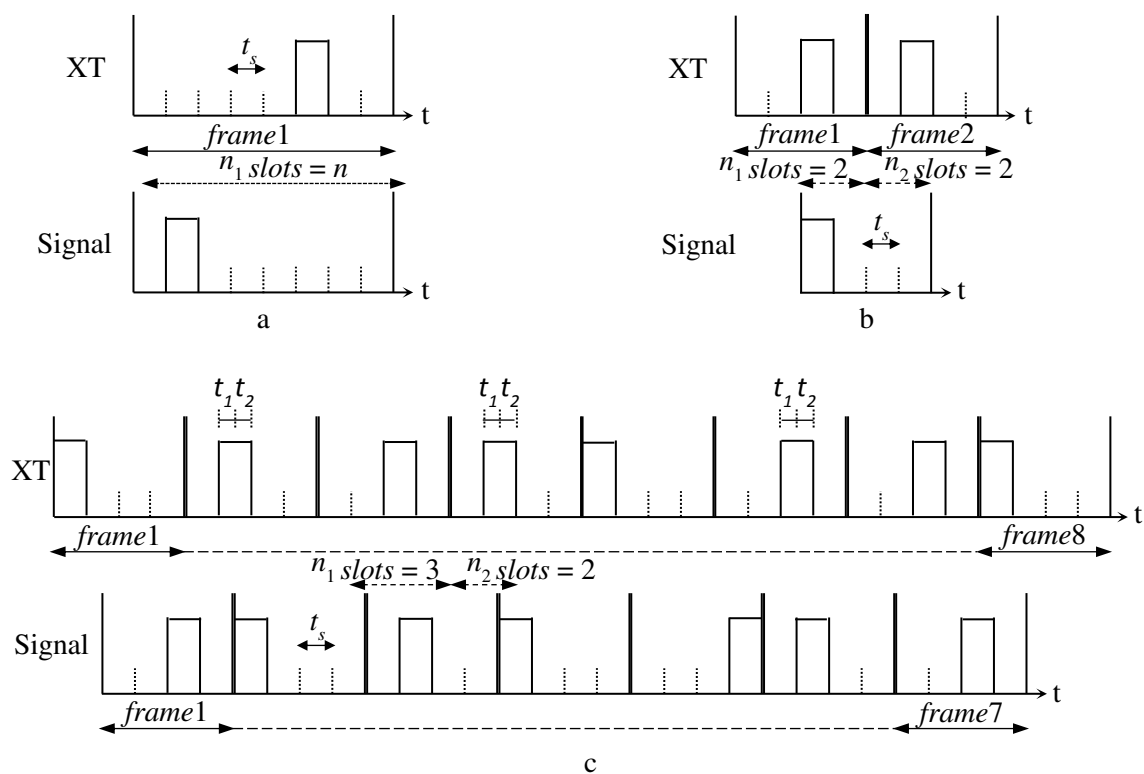 t_s
XT
t
frame1
n_1 slots = n
Signal
t
a
XT
t
frame1 frame2
n_1 slots = 2 n_2 slots = 2
Signal
t_s
t
b
t_1 t_2 t_1 t_2 t_1 t_2
XT
t
frame1 frame8
n_1 slots = 3 n_2 slots = 2
Signal
t_s
t
frame1 frame7
c